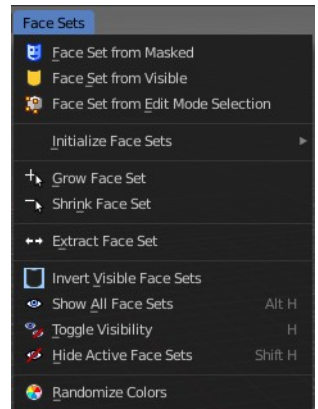 Face Sets
Face Set from Masked
Face Set from Visible
Face Set from Edit Mode Selection
Initialize Face Sets
Grow Face Set
Shrink Face Set
Extract Face Set
Invert Visible Face Sets
Show All Face Sets Alt H
Toggle Visibility H
Hide Active Face Sets Shift H
Randomize Colors